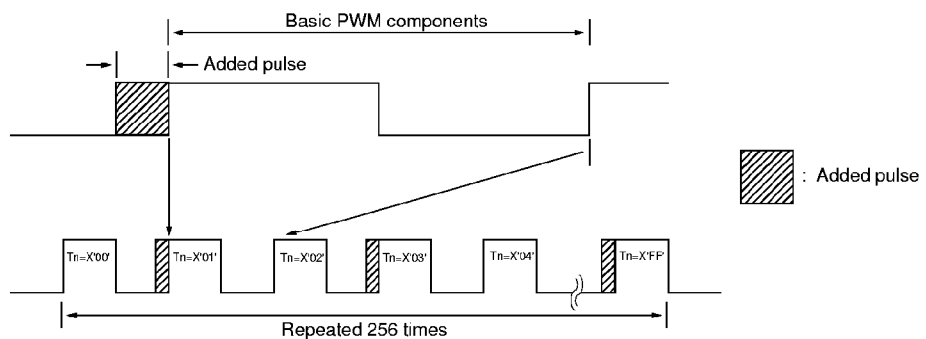 Basic PWM components
Added pulse
: Added pulse
Tn=X'00'
Tn=X'01'
Tn=X'02'
Tn=X'03'
Tn=X'04'
Tn=X'FF'
Repeated 256 times